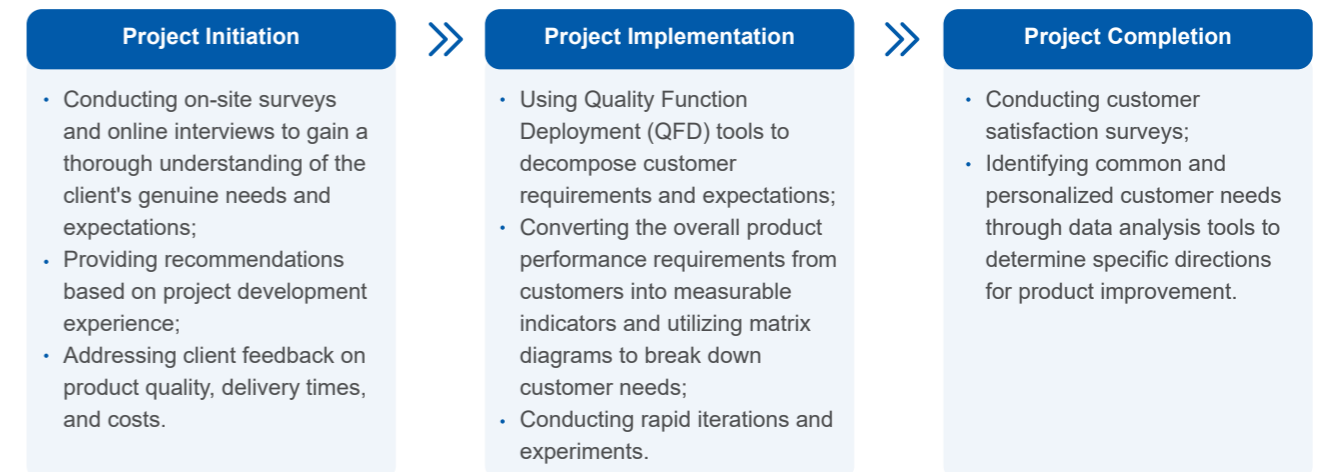 Project Initiation
• Conducting on-site surveys
and online interviews to gain a
thorough understanding of the
client's genuine needs and
expectations;
• Providing recommendations
based on project development
experience;
• Addressing client feedback on
product quality, delivery times,
and costs.
Project Implementation
• Using Quality Function
Deployment (QFD) tools to
decompose customer
requirements and expectations;
• Converting the overall product
performance requirements from
customers into measurable
indicators and utilizing matrix
diagrams to break down
customer needs;
• Conducting rapid iterations and
experiments.
Project Completion
• Conducting customer
satisfaction surveys;
• Identifying common and
personalized customer needs
through data analysis tools to
determine specific directions
for product improvement.